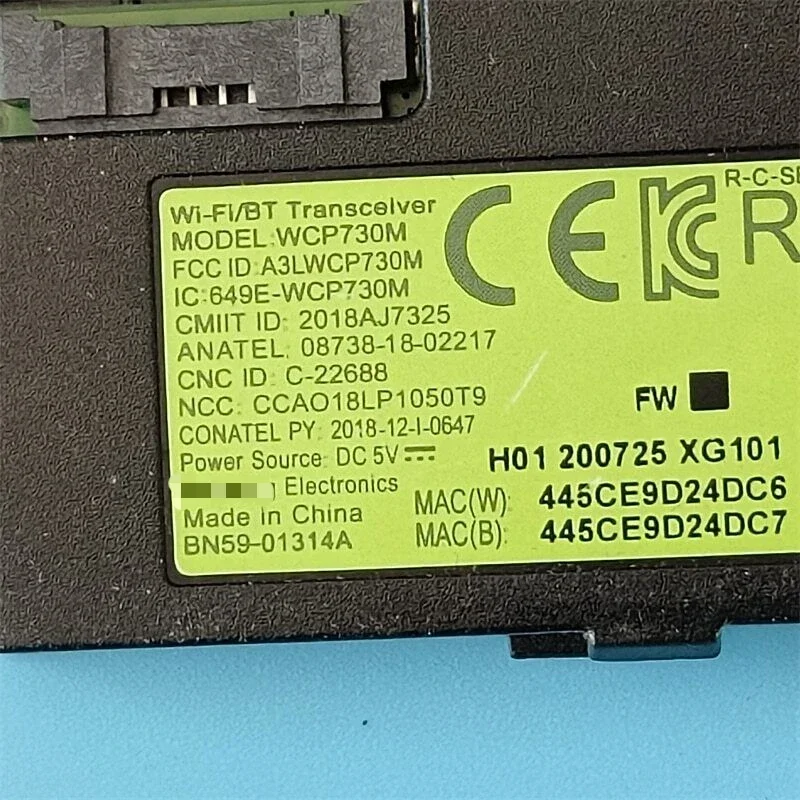 Wi-Fi/BT Transceiver
MODEL:WCP730M
FCC ID:A3LWCP730M
IC:649E-WCP730M
CMIIT ID: 2018AJ7325
ANATEL: 08738-18-02217
CNC ID: C-22688
NCC: CCAO18LP1050T9
CONATEL PY: 2018-12-I-0647
Power Source: DC 5V
Electronics
Made in China
BN59-01314A
CE
R-C-SE
R
FW
H01 200725 XG101
MAC(W): 445CE9D24DC6
MAC(B): 445CE9D24DC7